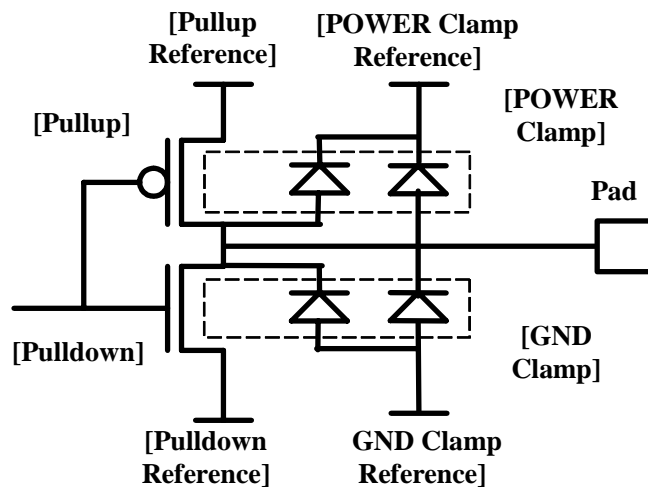 [Pullup
Reference]
[POWER Clamp
Reference]
[Pullup]
[POWER
Clamp]
Pad
[Pulldown]
[GND
Clamp]
[Pulldown
Reference]
GND Clamp
Reference]